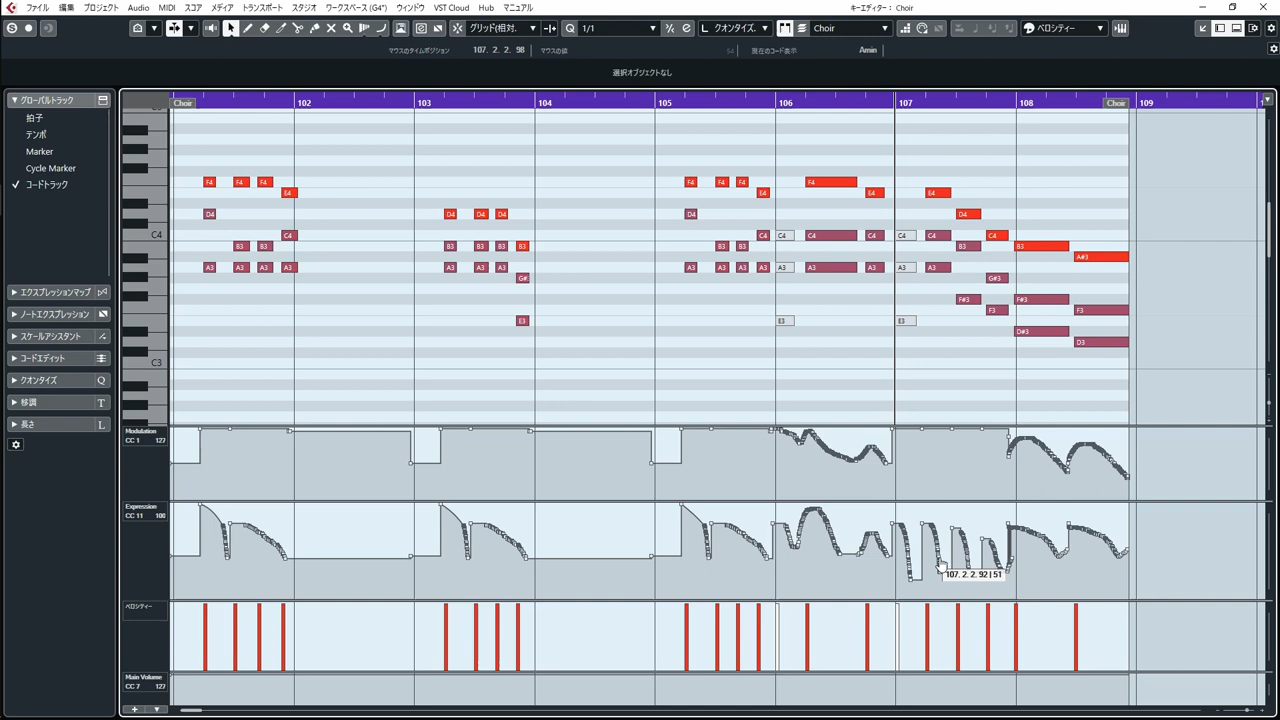 ファイル 編集 プロジェクト Audio MIDI スコア メディア トランスポート スタジオ ワークスペース (G4*) ウィンドウ VST Cloud Hub マニュアル
キーエディター： Choir
グリッド(相対. 1/1 L クオンタイズ. Choir ベロシティー
マウスのタイムポジション 107. 2. 2. 98 マウスの値 現在のコード表示 Amin
選択オブジェクトなし
グローバルトラック
拍子
テンポ
Marker
Cycle Marker
コードトラック
エクスプレッションマップ
ノートエクスプレッション
スケールアシスタント
コードエディット
クオンタイズ Q
移調 T
長さ L
Choir 102 103 104 105 106 107 108 Choir 109
F4 F4 F4 F4 F4 F4 F4
E4 E4 E4 E4
D4 D4 D4 D4 D4 D4
C4 C4 C4 C4 C4 C4 C4 C4 C4
B3 B3 B3 B3 B3 B3 B3 B3 B3 B3
A#3
A3 A3 A3 A3 A3 A3 A3 A3 A3 A3 A3 A3 A3 A3 A3 A3
G#3 G#3
F#3 F#3
F3 F3
E3 E3 E3
D#3
D3
C3
Modulation
CC 1 127
Expression
CC 11 100
107. 2. 2. 92 | 51
ベロシティー
Main Volume
CC 7 127